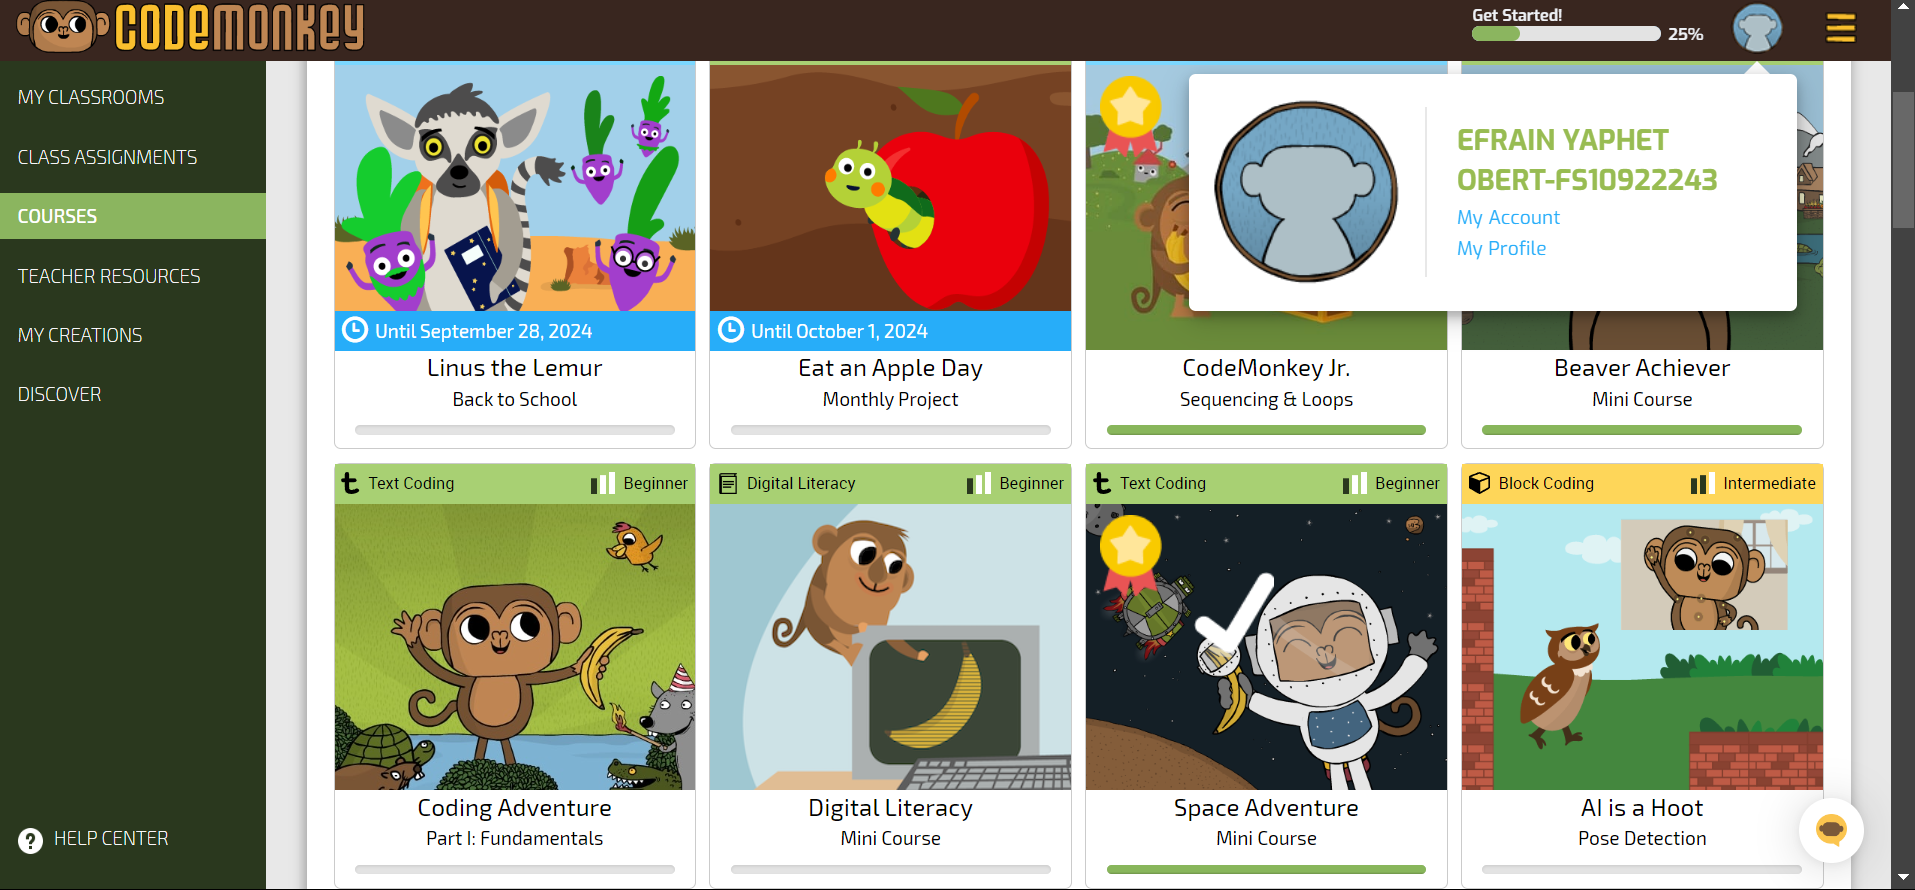 CODEMONKEY
Get Started!
25%
MY CLASSROOMS
CLASS ASSIGNMENTS
COURSES
TEACHER RESOURCES
MY CREATIONS
DISCOVER
HELP CENTER
EFRAIN YAPHET
OBERT-FS10922243
My Account
My Profile
Until September 28, 2024
Linus the Lemur
Back to School
Until October 1, 2024
Eat an Apple Day
Monthly Project
CodeMonkey Jr.
Sequencing & Loops
Beaver Achiever
Mini Course
Text Coding Beginner
Coding Adventure
Part I: Fundamentals
Digital Literacy Beginner
Digital Literacy
Mini Course
Text Coding Beginner
Space Adventure
Mini Course
Block Coding Intermediate
AI is a Hoot
Pose Detection